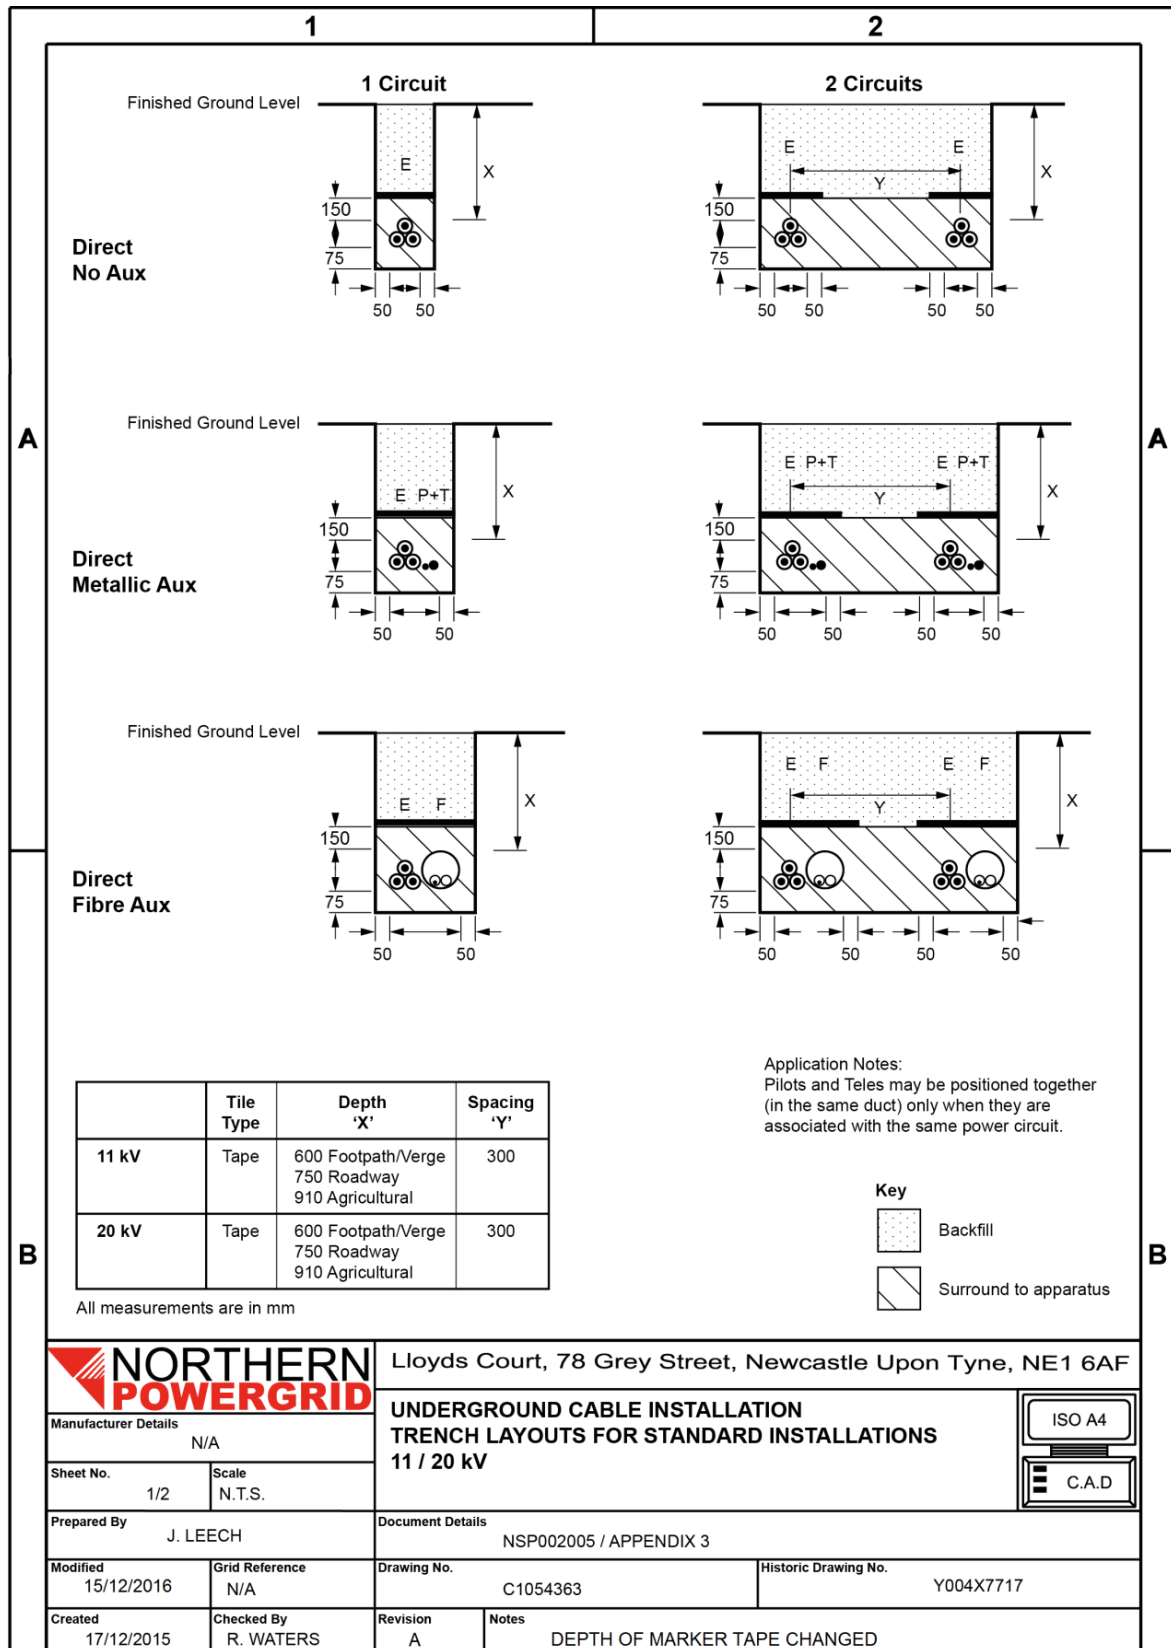 1
2
1 Circuit
2 Circuits
Finished Ground Level
E
X
E
E
Y
X
150
75
150
75
Direct
No Aux
50
50
50
50
50
50
A
A
Finished Ground Level
E P+T
X
E P+T
E P+T
Y
X
150
75
150
75
Direct
Metallic Aux
50
50
50
50
50
50
Finished Ground Level
E F
X
E F
E F
Y
X
150
75
150
75
Direct
Fibre Aux
50
50
50
50
50
50
Tile Type
Depth 'X'
Spacing 'Y'
11 kV
Tape
600 Footpath/Verge
750 Roadway
910 Agricultural
300
20 kV
Tape
600 Footpath/Verge
750 Roadway
910 Agricultural
300
All measurements are in mm
Application Notes:
Pilots and Teles may be positioned together
(in the same duct) only when they are
associated with the same power circuit.
Key
Backfill
Surround to apparatus
B
B
NORTHERN
POWERGRID
Lloyds Court, 78 Grey Street, Newcastle Upon Tyne, NE1 6AF
UNDERGROUND CABLE INSTALLATION
TRENCH LAYOUTS FOR STANDARD INSTALLATIONS
11 / 20 kV
ISO A4
C.A.D
Manufacturer Details
N/A
Sheet No.
1/2
Scale
N.T.S.
Prepared By
J. LEECH
Document Details
NSP002005 / APPENDIX 3
Modified
15/12/2016
Grid Reference
N/A
Drawing No.
C1054363
Historic Drawing No.
Y004X7717
Created
17/12/2015
Checked By
R. WATERS
Revision
A
Notes
DEPTH OF MARKER TAPE CHANGED